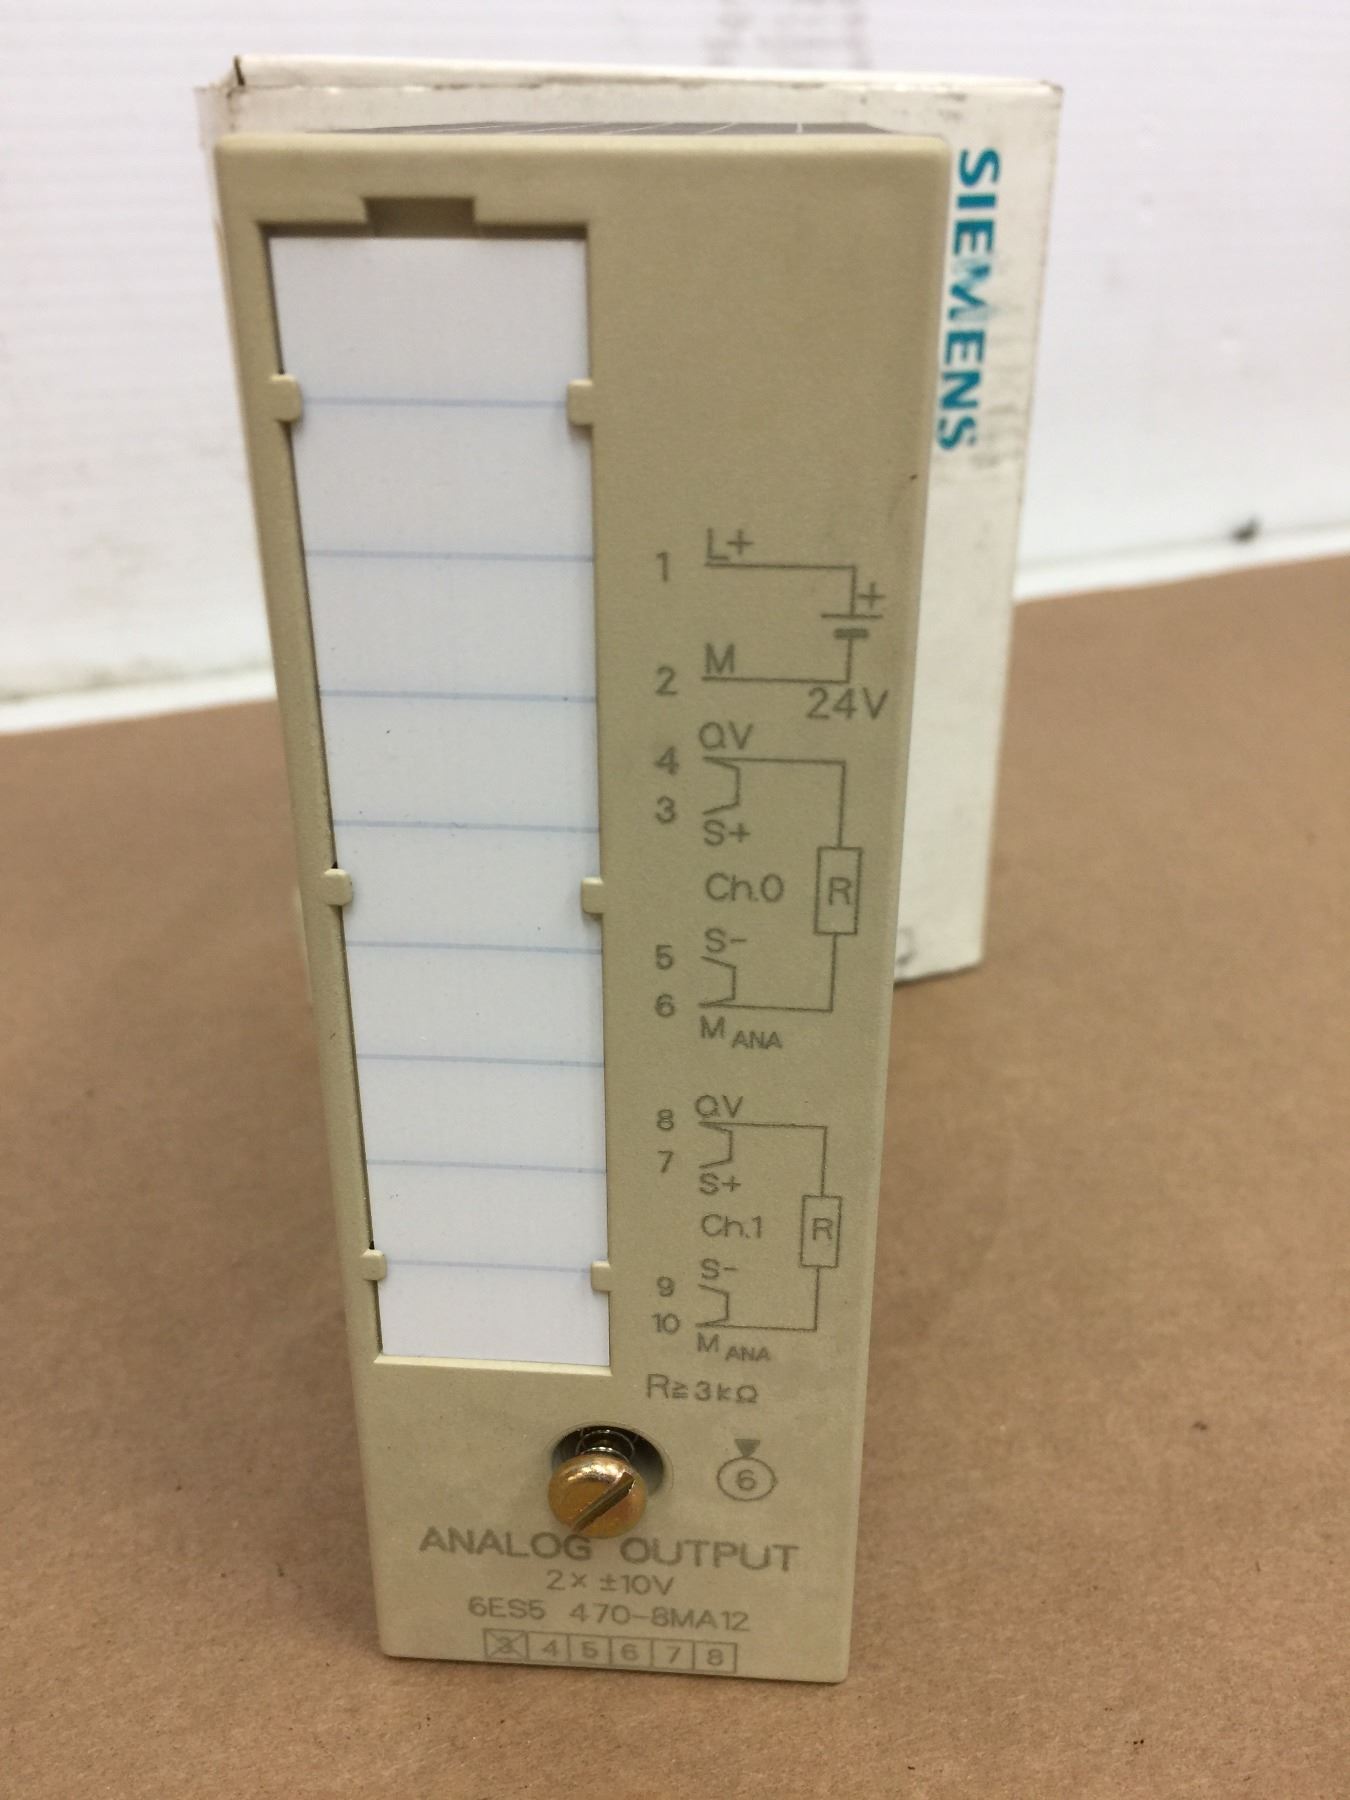 SIEMENS
L+
1
+
M
2
24V
QV
4
3
S+
Ch.0
R
S-
5
6
M ANA
QV
8
7
S+
Ch.1
R
S-
9
10
M ANA
R≧3kΩ
6
ANALOG OUTPUT
2× ±10V
6ES5 470-8MA12
3 4 5 6 7 8